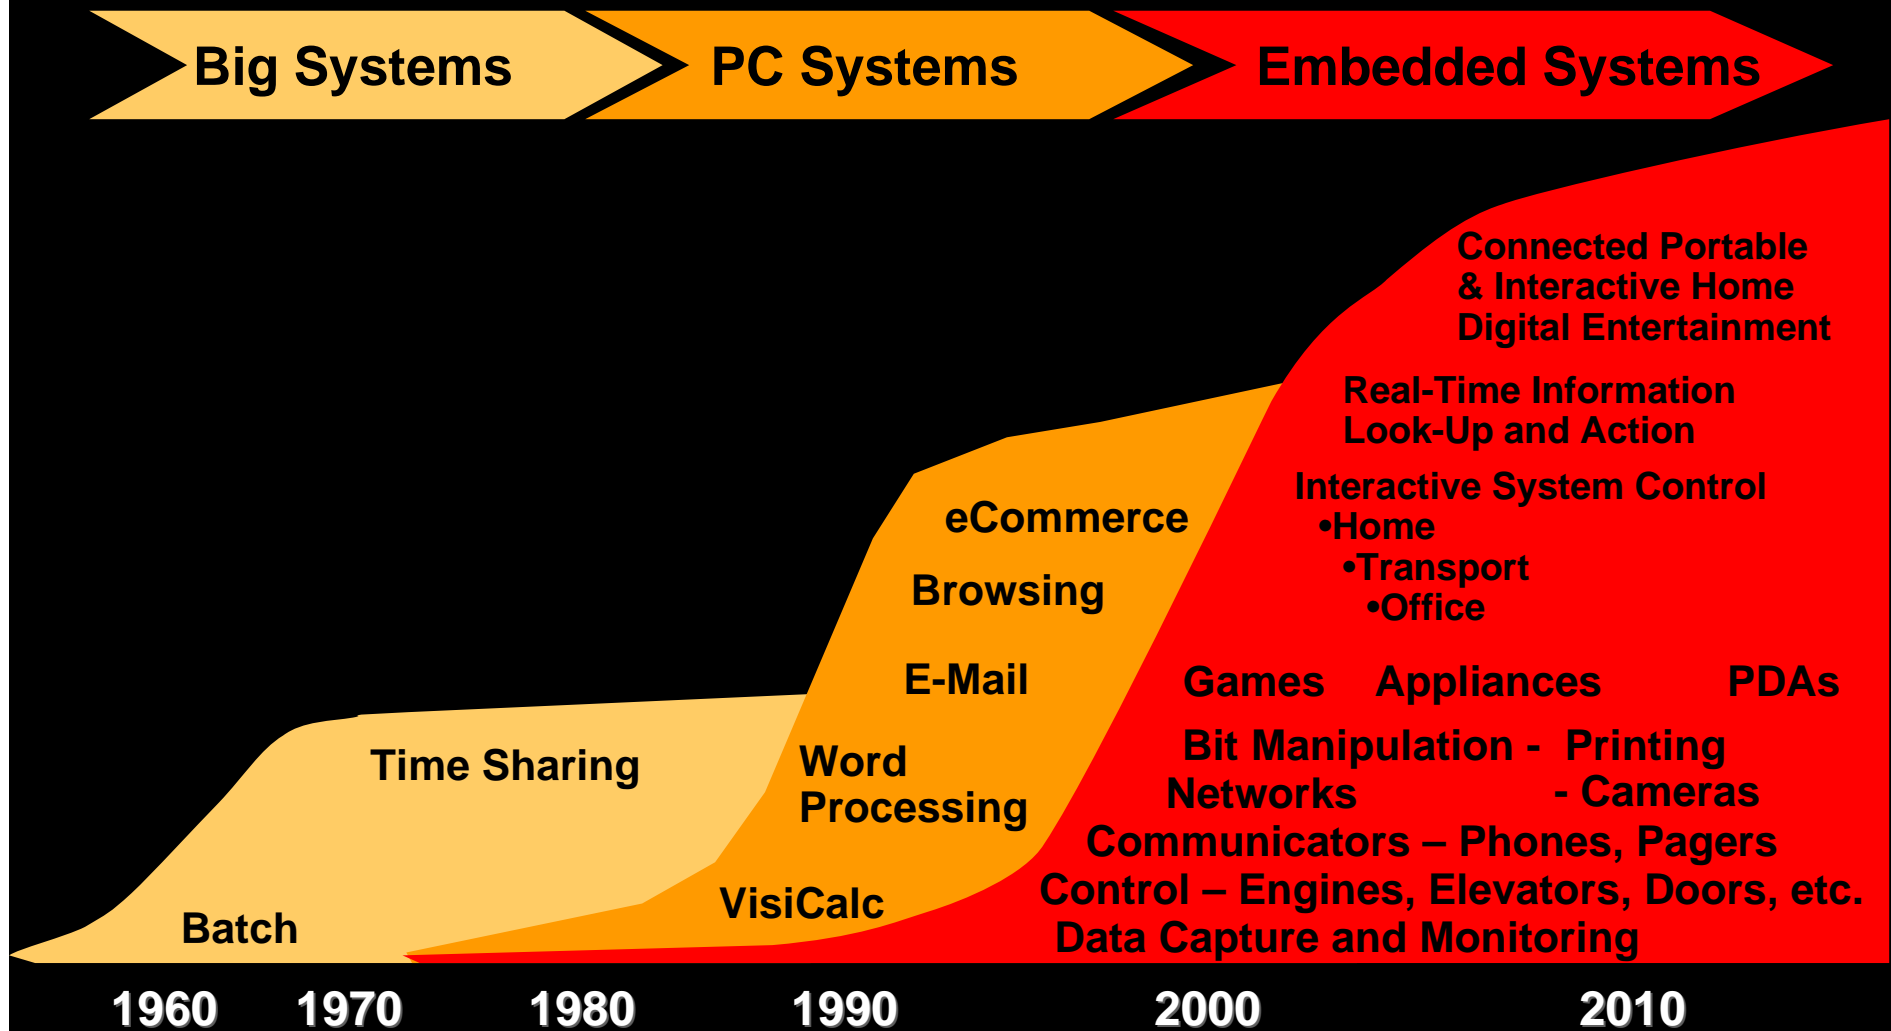 Big Systems
PC Systems
Embedded Systems
Connected Portable
& Interactive Home
Digital Entertainment
Real-Time Information
Look-Up and Action
Interactive System Control
•Home
•Transport
•Office
eCommerce
Browsing
E-Mail
Games Appliances PDAs
Time Sharing
Word
Processing
Bit Manipulation - Printing
Networks - Cameras
Communicators – Phones, Pagers
VisiCalc
Control – Engines, Elevators, Doors, etc.
Batch
Data Capture and Monitoring
1960 1970 1980 1990 2000 2010